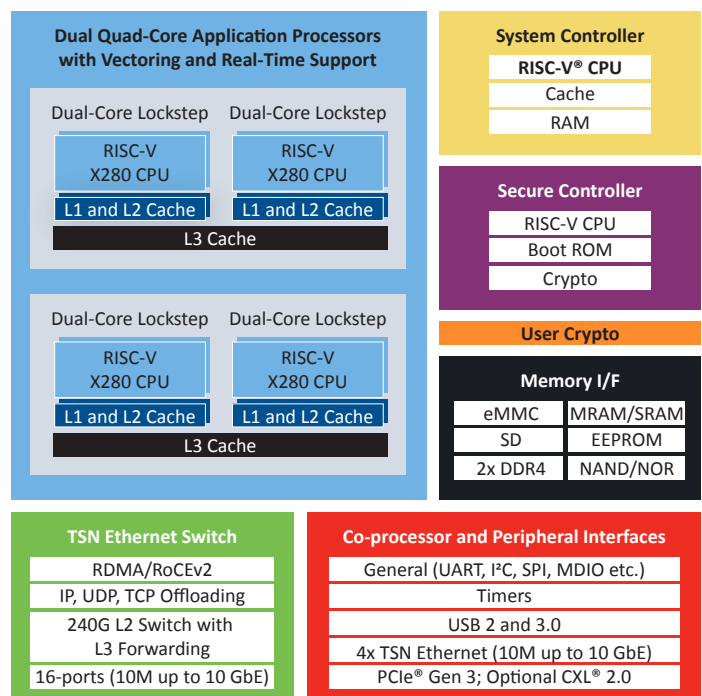 Dual Quad-Core Application Processors
with Vectoring and Real-Time Support
Dual-Core Lockstep
Dual-Core Lockstep
RISC-V
X280 CPU
RISC-V
X280 CPU
L1 and L2 Cache
L1 and L2 Cache
L3 Cache
Dual-Core Lockstep
Dual-Core Lockstep
RISC-V
X280 CPU
RISC-V
X280 CPU
L1 and L2 Cache
L1 and L2 Cache
L3 Cache
System Controller
RISC-V® CPU
Cache
RAM
Secure Controller
RISC-V CPU
Boot ROM
Crypto
User Crypto
Memory I/F
eMMC
MRAM/SRAM
SD
EEPROM
2x DDR4
NAND/NOR
TSN Ethernet Switch
RDMA/RoCEv2
IP, UDP, TCP Offloading
240G L2 Switch with
L3 Forwarding
16-ports (10M up to 10 GbE)
Co-processor and Peripheral Interfaces
General (UART, I²C, SPI, MDIO etc.)
Timers
USB 2 and 3.0
4x TSN Ethernet (10M up to 10 GbE)
PCIe® Gen 3; Optional CXL® 2.0